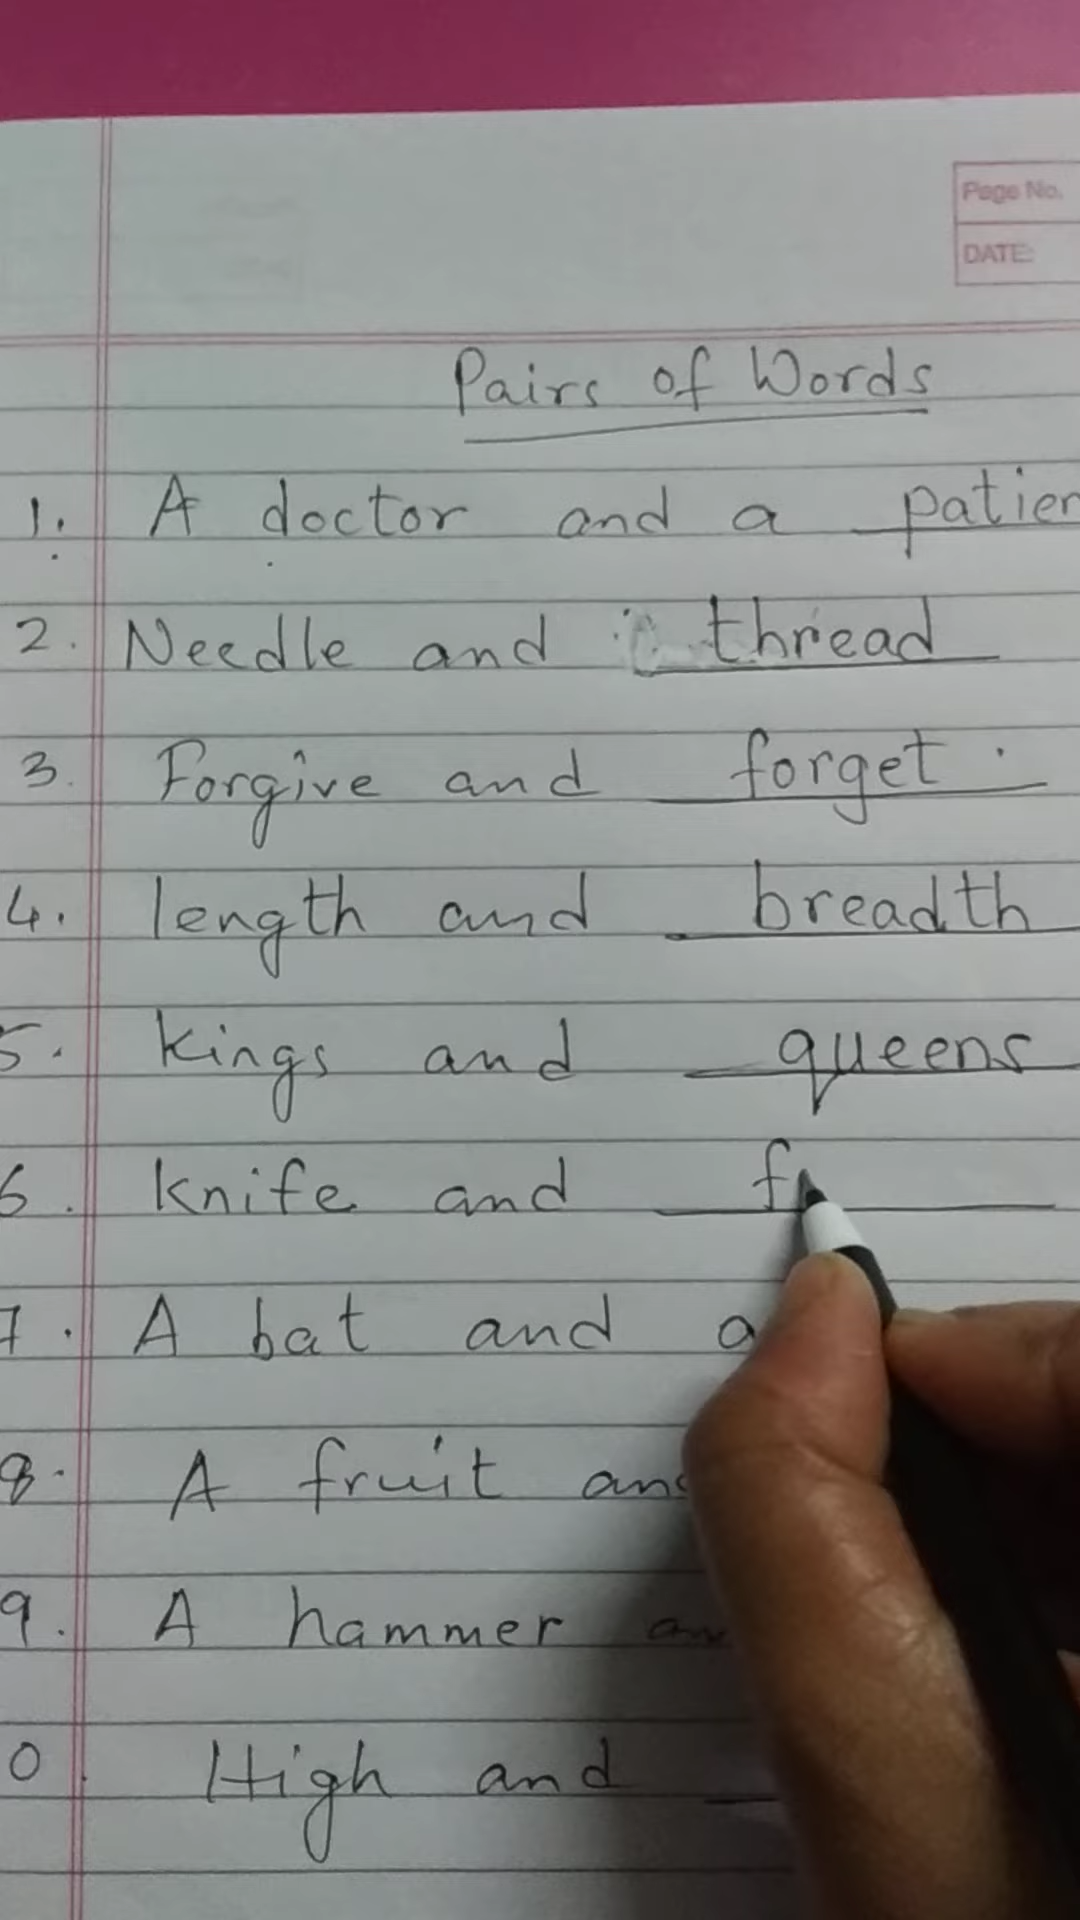 Page No.
DATE:
Pairs of Words
1. A doctor and a patien
2. Needle and thread
3. Forgive and forget.
4. length and breadth
5. Kings and queens
6. Knife and f
7. A bat and a
8. A fruit and
9. A hammer an
0. High and